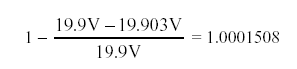 1 − 19.9V − 19.903V / 19.9V = 1.0001508